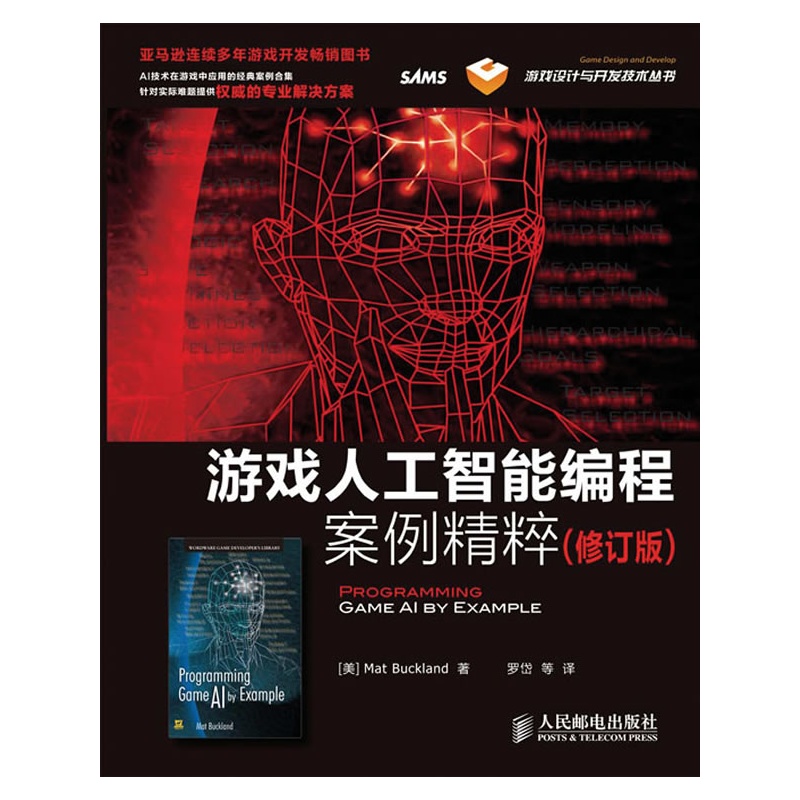 亚马逊连续多年游戏开发畅销图书
AI技术在游戏中应用的经典案例合集
针对实际难题提供权威的专业解决方案
SAMS
Game Design and Develop
游戏设计与开发技术丛书
MEMORY
PERCEPTION
SENSORY
MODELING
WEAPON
SELECTION
HIERARCHICAL
GOALS
TARGET
SELECTION
游戏人工智能编程
案例精粹(修订版)
PROGRAMMING
GAME AI BY EXAMPLE
[美] Mat Buckland 著 罗岱 等 译
WORDWARE GAME DEVELOPER'S LIBRARY
Programming
Game AI by Example
Mat Buckland
人民邮电出版社
POSTS & TELECOM PRESS